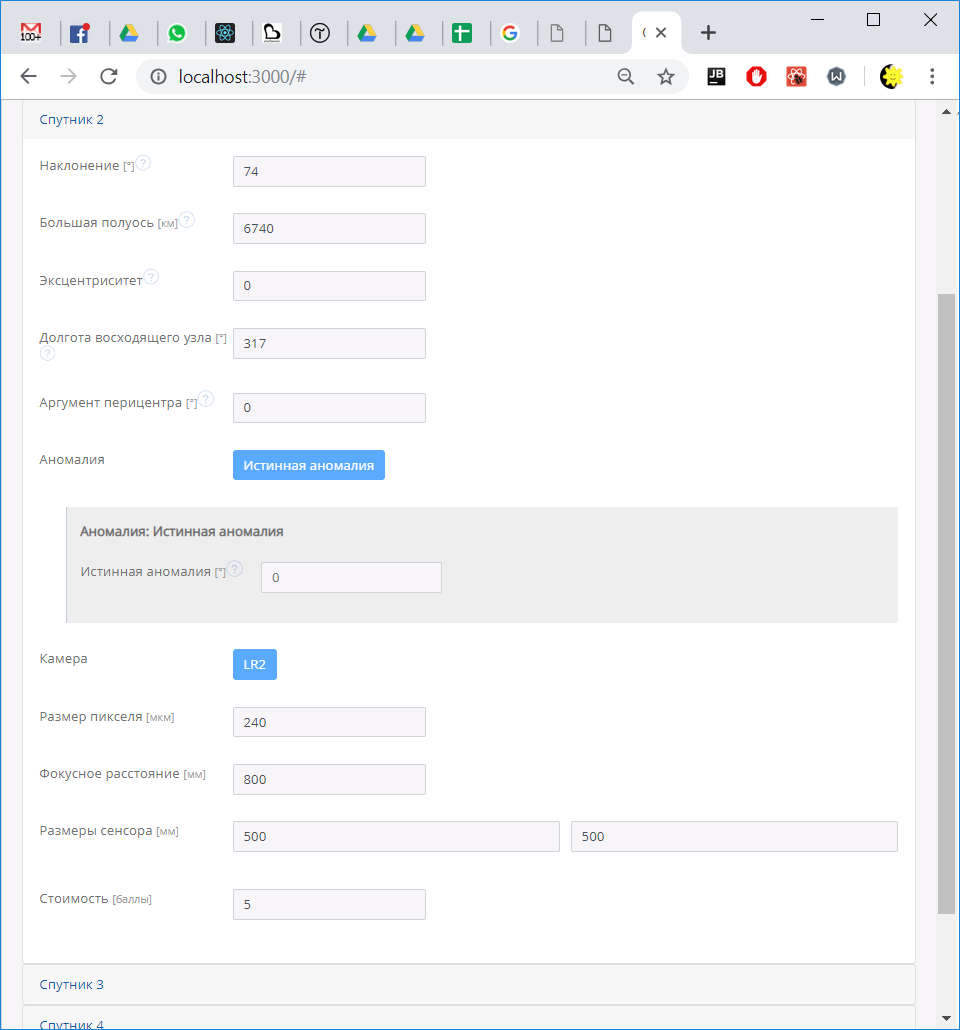 100+
localhost:3000/#
JB
Спутник 2
Наклонение [°] ?
74
Большая полуось [км] ?
6740
Эксцентриситет ?
0
Долгота восходящего узла [°]
?
317
Аргумент перицентра [°] ?
0
Аномалия
Истинная аномалия
Аномалия: Истинная аномалия
Истинная аномалия [°] ?
0
Камера
LR2
Размер пикселя [мкм]
240
Фокусное расстояние [мм]
800
Размеры сенсора [мм]
500
500
Стоимость [баллы]
5
Спутник 3
Спутник 4